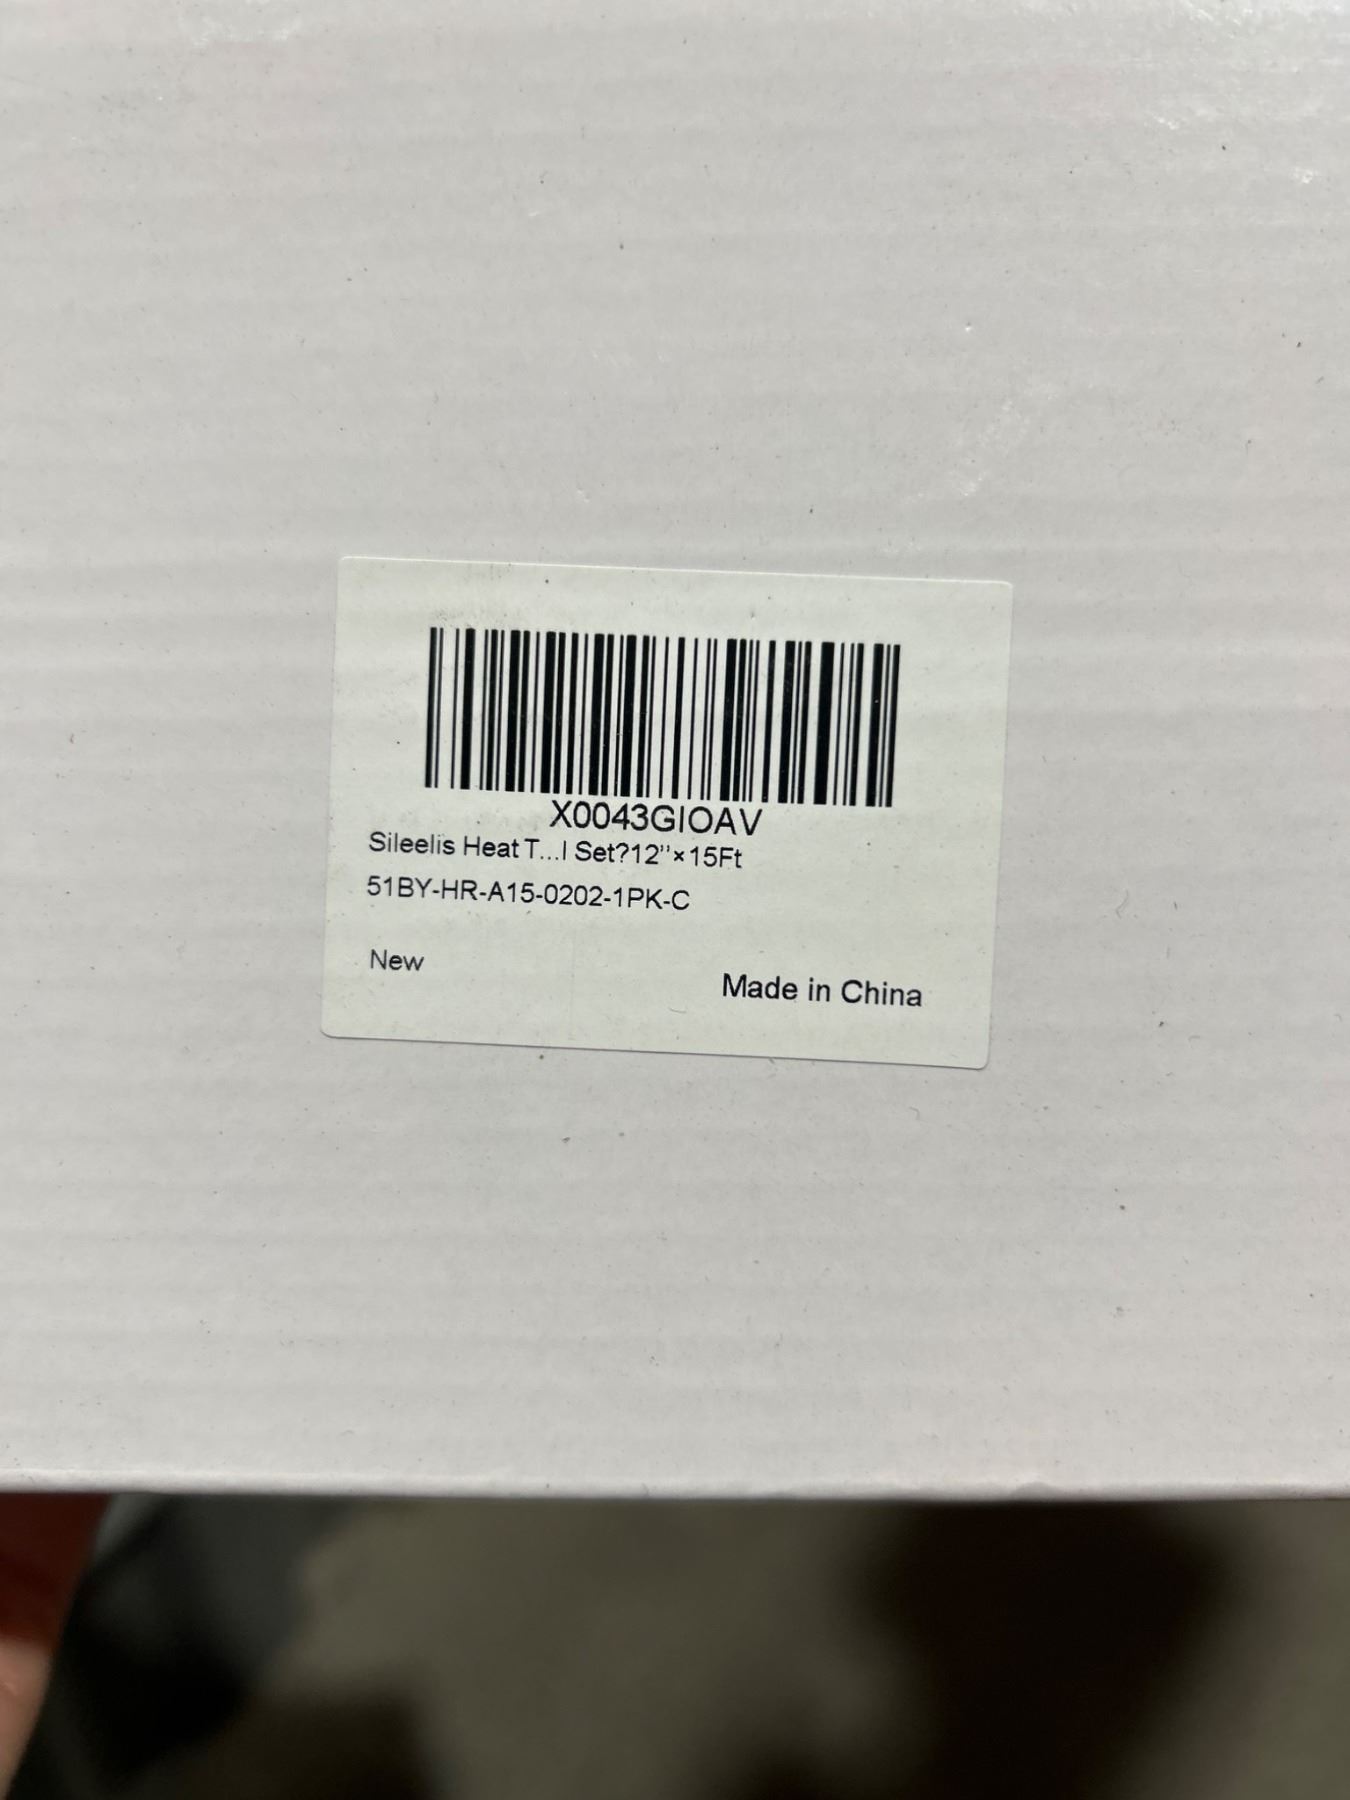 X0043GIOAV
Sileelis Heat T...l Set?12''×15Ft
51BY-HR-A15-0202-1PK-C
New
Made in China